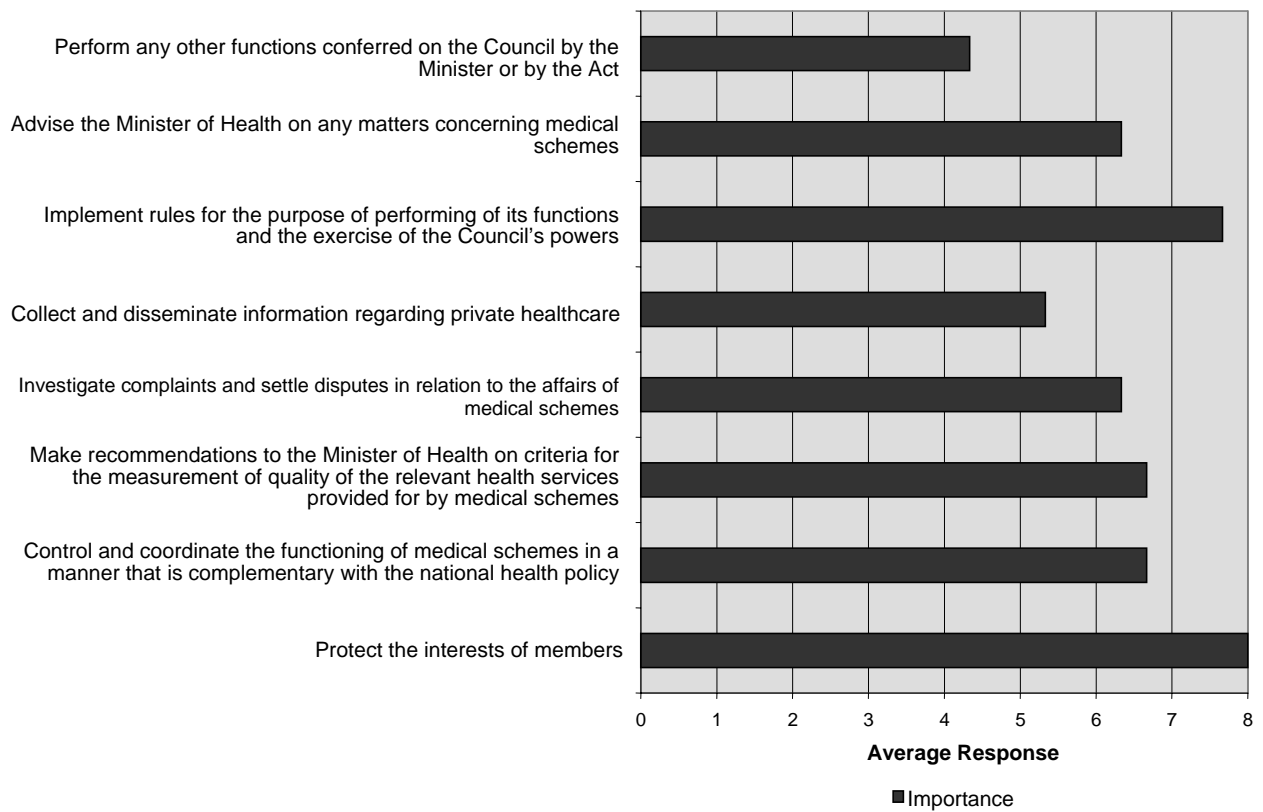 Perform any other functions conferred on the Council by the
Minister or by the Act
Advise the Minister of Health on any matters concerning medical
schemes
Implement rules for the purpose of performing of its functions
and the exercise of the Council’s powers
Collect and disseminate information regarding private healthcare
Investigate complaints and settle disputes in relation to the affairs of
medical schemes
Make recommendations to the Minister of Health on criteria for
the measurement of quality of the relevant health services
provided for by medical schemes
Control and coordinate the functioning of medical schemes in a
manner that is complementary with the national health policy
Protect the interests of members
0 1 2 3 4 5 6 7 8
Average Response
Importance